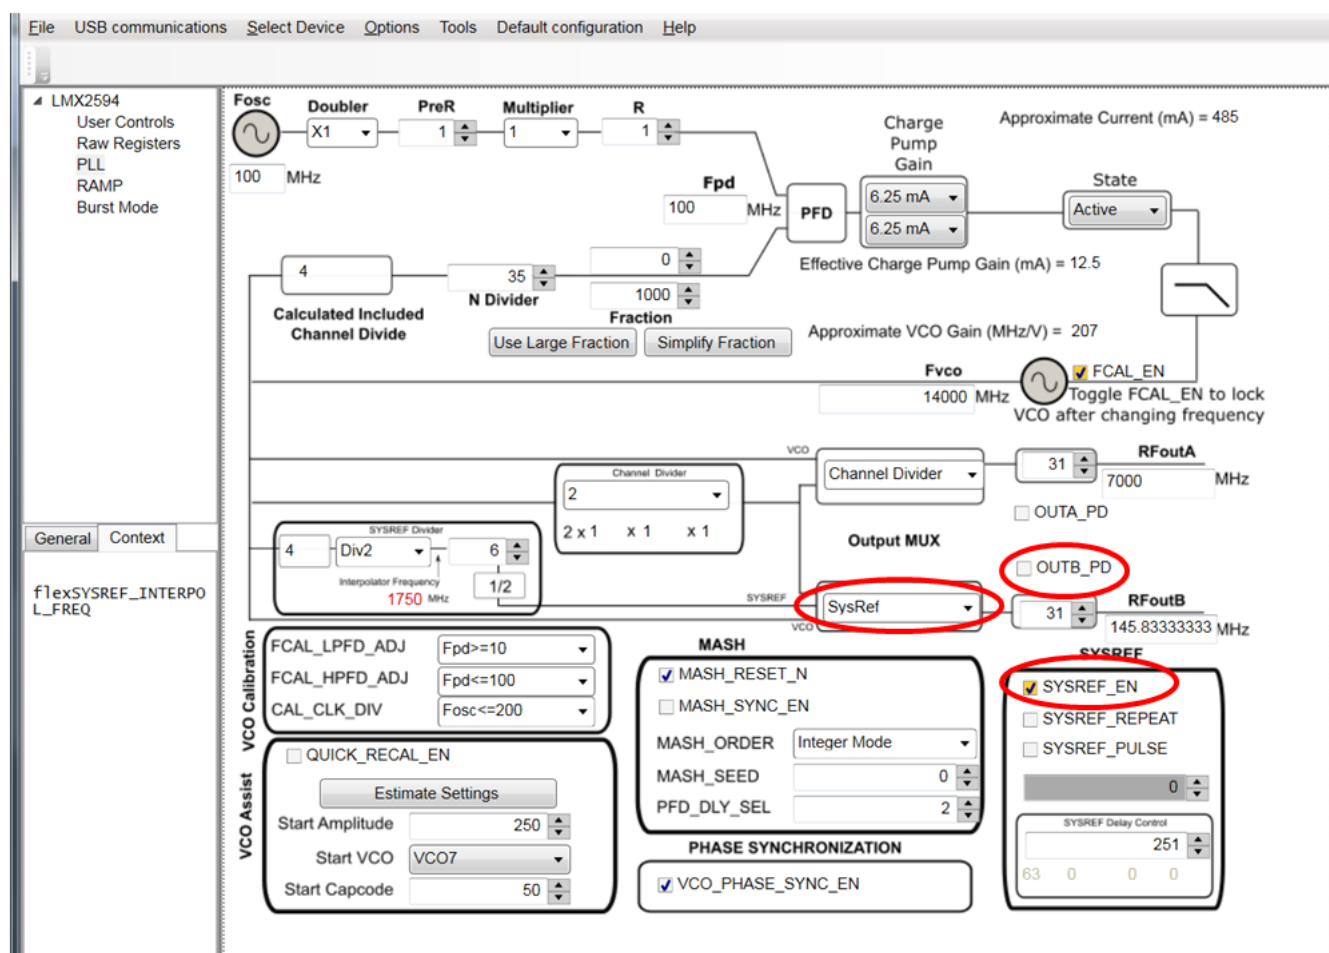 File USB communications Select Device Options Tools Default configuration Help
LMX2594
User Controls
Raw Registers
PLL
RAMP
Burst Mode
General Context
flexSYSREF_INTERPO
L_FREQ
Fosc Doubler PreR Multiplier R
X1 1 1 1
100 MHz
Charge
Pump
Gain
Approximate Current (mA) = 485
Fpd
100 MHz
PFD
6.25 mA
6.25 mA
State
Active
Effective Charge Pump Gain (mA) = 12.5
4
Calculated Included
Channel Divide
35
N Divider
0
1000
Fraction
Use Large Fraction Simplify Fraction
Approximate VCO Gain (MHz/V) = 207
Fvco
14000 MHz
FCAL_EN
Toggle FCAL_EN to lock
VCO after changing frequency
VCO
Channel Divider
2
2 x 1 x 1 x 1
Channel Divider
31
RFoutA
7000 MHz
OUTA_PD
SYSREF Divider
4 Div2 6
Interpolator Frequency
1750 MHz
1/2
Output MUX
OUTB_PD
SYSREF
SysRef
VCO
31
RFoutB
145.83333333 MHz
VCO Calibration
FCAL_LPFD_ADJ Fpd>=10
FCAL_HPFD_ADJ Fpd<=100
CAL_CLK_DIV Fosc<=200
VCO Assist
QUICK_RECAL_EN
Estimate Settings
Start Amplitude 250
Start VCO VCO7
Start Capcode 50
MASH
MASH_RESET_N
MASH_SYNC_EN
MASH_ORDER Integer Mode
MASH_SEED 0
PFD_DLY_SEL 2
PHASE SYNCHRONIZATION
VCO_PHASE_SYNC_EN
SYSREF
SYSREF_EN
SYSREF_REPEAT
SYSREF_PULSE
0
SYSREF Delay Control
251
63 0 0 0